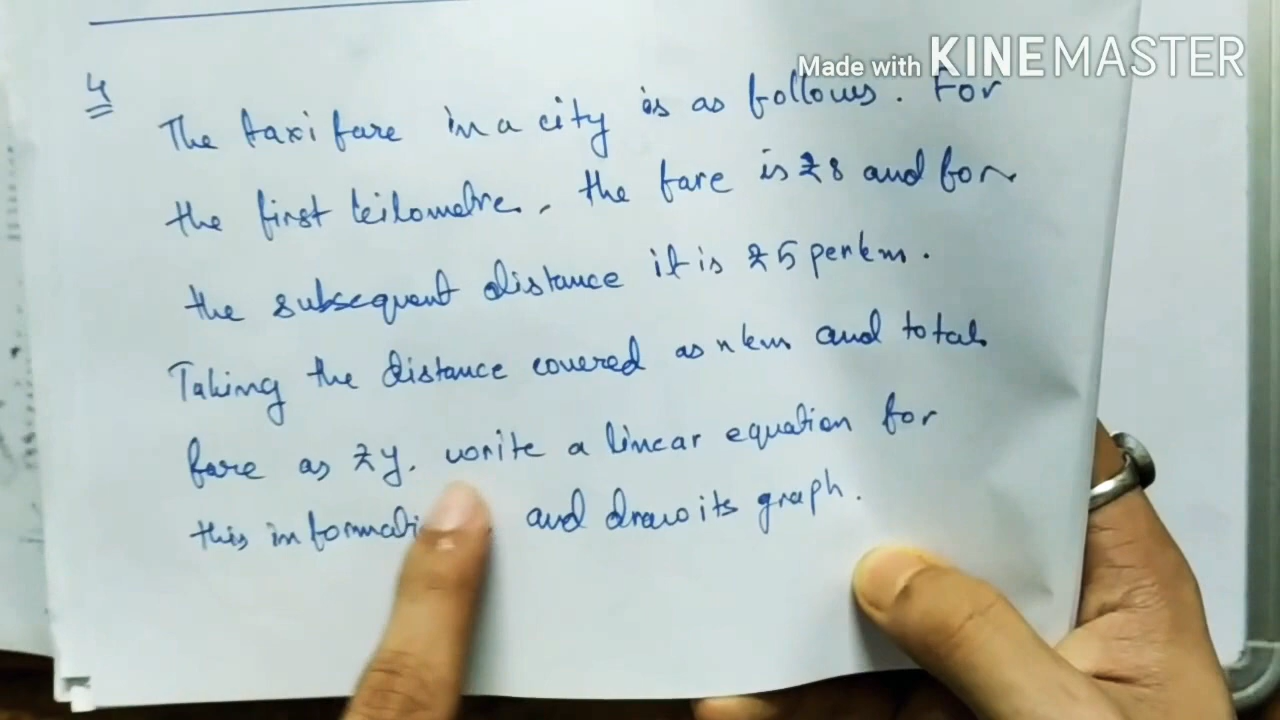 Made with KINEMASTER
4
The taxi fare in a city is as follows. For
the first kilometre, the fare is ₹8 and for
the subsequent distance it is ₹5 per km.
Taking the distance covered as x km and total
fare as ₹y. write a linear equation for
this informati and draw its graph.